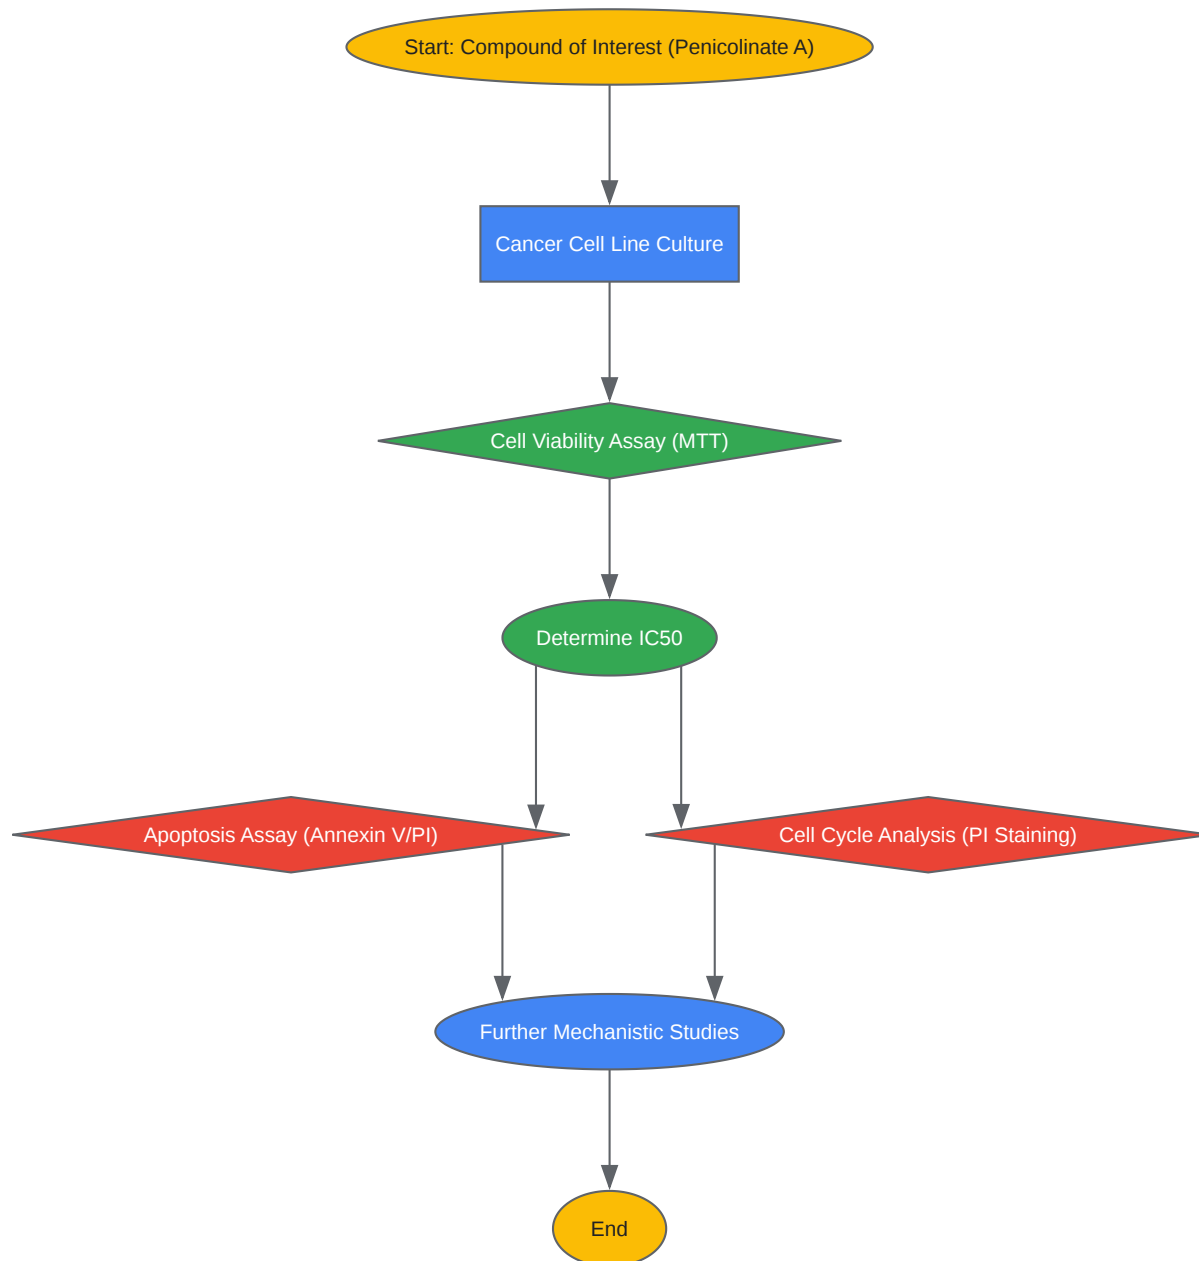 Start: Compound of Interest (Penicolinate A)
Cancer Cell Line Culture
Cell Viability Assay (MTT)
Determine IC50
Apoptosis Assay (Annexin V/PI)
Cell Cycle Analysis (PI Staining)
Further Mechanistic Studies
End